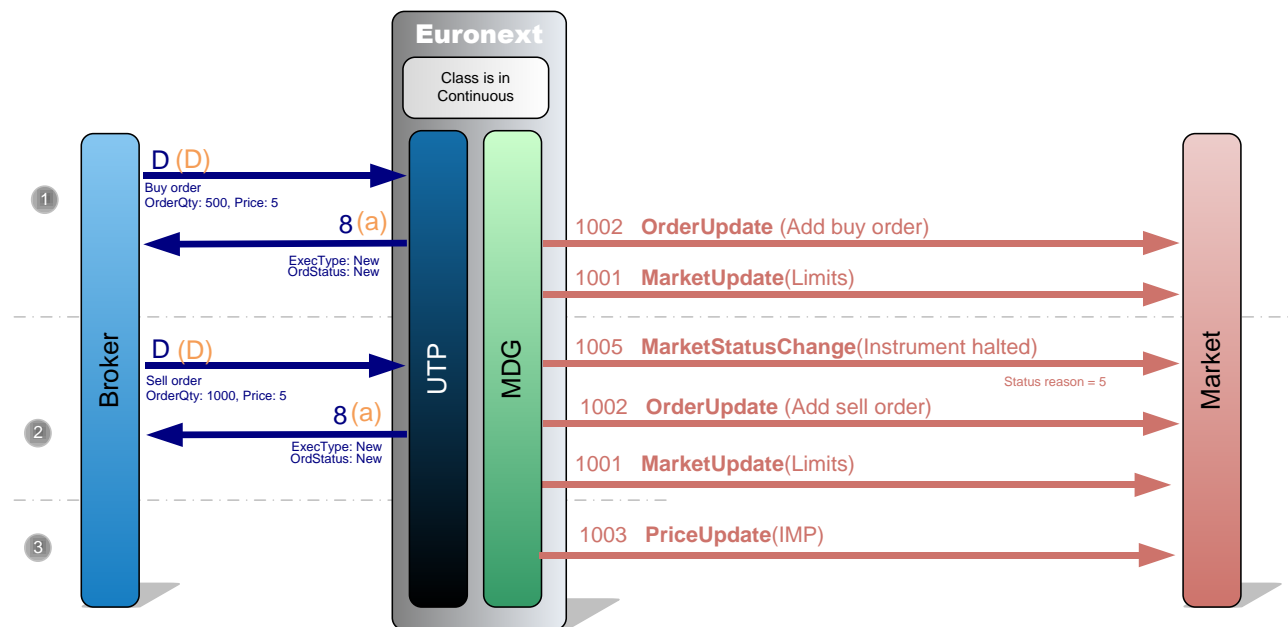 Euronext
Class is in
Continuous
Broker
UTP
MDG
Market
1
D (D)
Buy order
OrderQty: 500, Price: 5
8 (a)
ExecType: New
OrdStatus: New
1002 OrderUpdate (Add buy order)
1001 MarketUpdate(Limits)
2
D (D)
Sell order
OrderQty: 1000, Price: 5
8 (a)
ExecType: New
OrdStatus: New
1005 MarketStatusChange(Instrument halted)
Status reason = 5
1002 OrderUpdate (Add sell order)
1001 MarketUpdate(Limits)
3
1003 PriceUpdate(IMP)